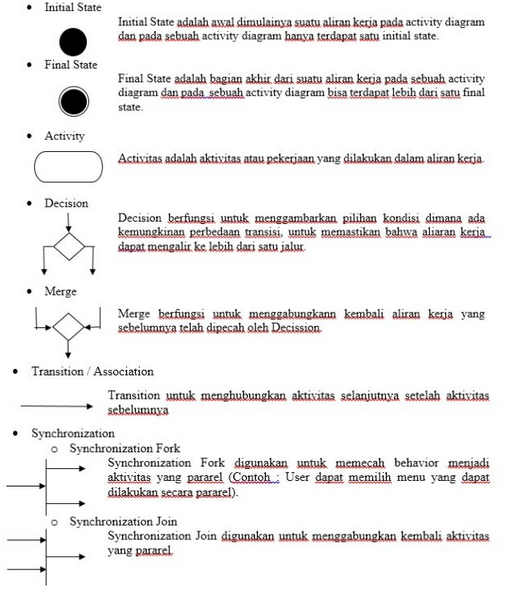 • Initial State
Initial State adalah awal dimulainya suatu aliran kerja pada activity diagram
dan pada sebuah activity diagram hanya terdapat satu initial state.
• Final State
Final State adalah bagian akhir dari suatu aliran kerja pada sebuah activity
diagram dan pada sebuah activity diagram bisa terdapat lebih dari satu final
state.
• Activity
Activitas adalah aktivitas atau pekerjaan yang dilakukan dalam aliran kerja.
• Decision
Decision berfungsi untuk menggambarkan pilihan kondisi dimana ada
kemungkinan perbedaan transisi, untuk memastikan bahwa aliaran kerja
dapat mengalir ke lebih dari satu jalur.
• Merge
Merge berfungsi untuk menggabungkann kembali aliran kerja yang
sebelumnya telah dipecah oleh Decission.
• Transition / Association
Transition untuk menghubungkan aktivitas selanjutnya setelah aktivitas
sebelumnya
• Synchronization
o Synchronization Fork
Synchronization Fork digunakan untuk memecah behavior menjadi
aktivitas yang pararel (Contoh : User dapat memilih menu yang dapat
dilakukan secara pararel).
o Synchronization Join
Synchronization Join digunakan untuk menggabungkan kembali aktivitas
yang pararel.